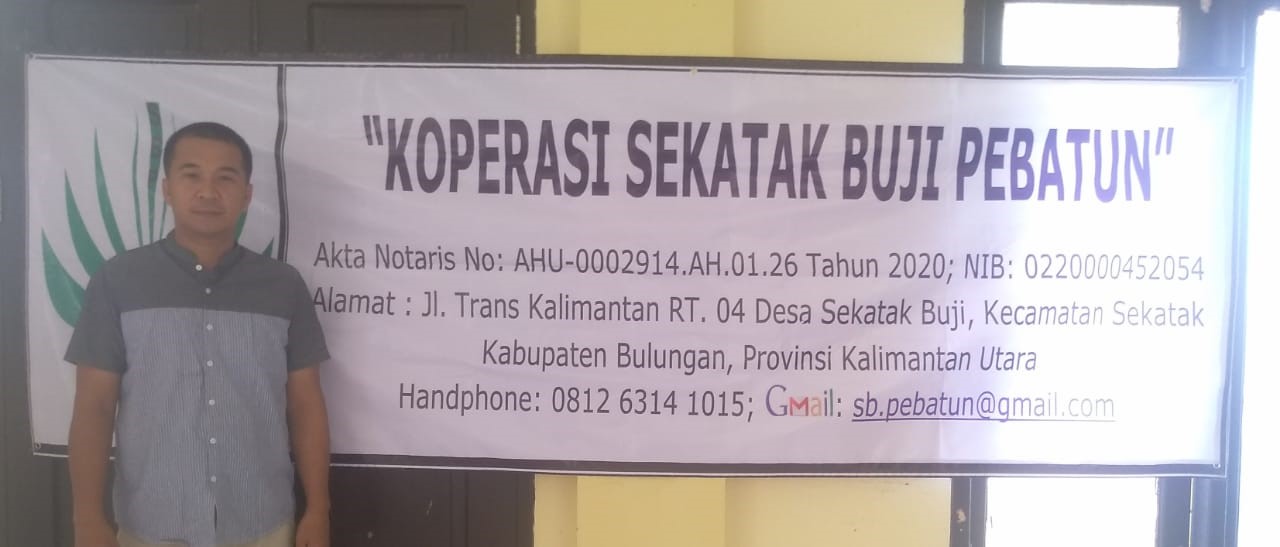 "KOPERASI SEKATAK BUJI PEBATUN"
Akta Notaris No: AHU-0002914.AH.01.26 Tahun 2020; NIB: 0220000452054
Alamat : Jl. Trans Kalimantan RT. 04 Desa Sekatak Buji, Kecamatan Sekatak
Kabupaten Bulungan, Provinsi Kalimantan Utara
Handphone: 0812 6314 1015; GMail: sb.pebatun@gmail.com